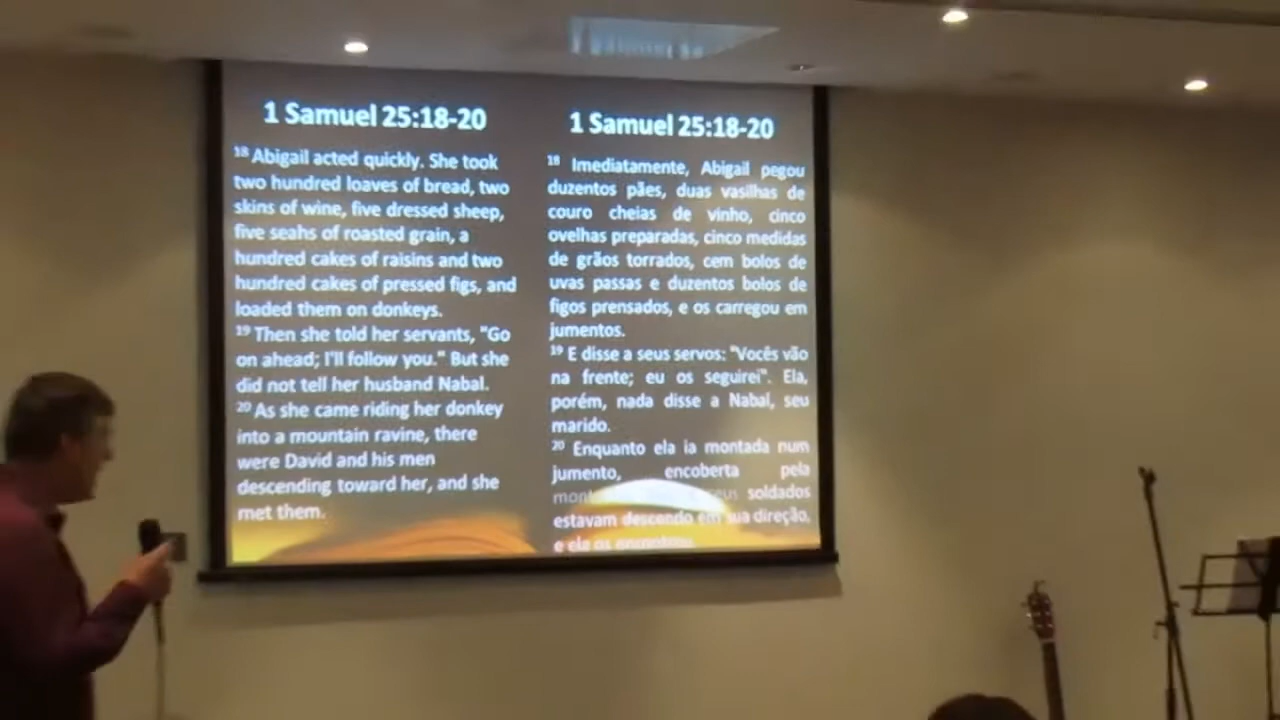 1 Samuel 25:18-20
18 Abigail acted quickly. She took
two hundred loaves of bread, two
skins of wine, five dressed sheep,
five seahs of roasted grain, a
hundred cakes of raisins and two
hundred cakes of pressed figs, and
loaded them on donkeys.
19 Then she told her servants, "Go
on ahead; I'll follow you." But she
did not tell her husband Nabal.
20 As she came riding her donkey
into a mountain ravine, there
were David and his men
descending toward her, and she
met them.
1 Samuel 25:18-20
18 Imediatamente, Abigail pegou
duzentos pães, duas vasilhas de
couro cheias de vinho, cinco
ovelhas preparadas, cinco medidas
de grãos torrados, cem bolos de
uvas passas e duzentos bolos de
figos prensados, e os carregou em
jumentos.
19 E disse a seus servos: "Vocês vão
na frente; eu os seguirei". Ela,
porém, nada disse a Nabal, seu
marido.
20 Enquanto ela ia montada num
jumento, encoberta pela
seus soldados
estavam descendo em sua direção,
e ela os encontrou.